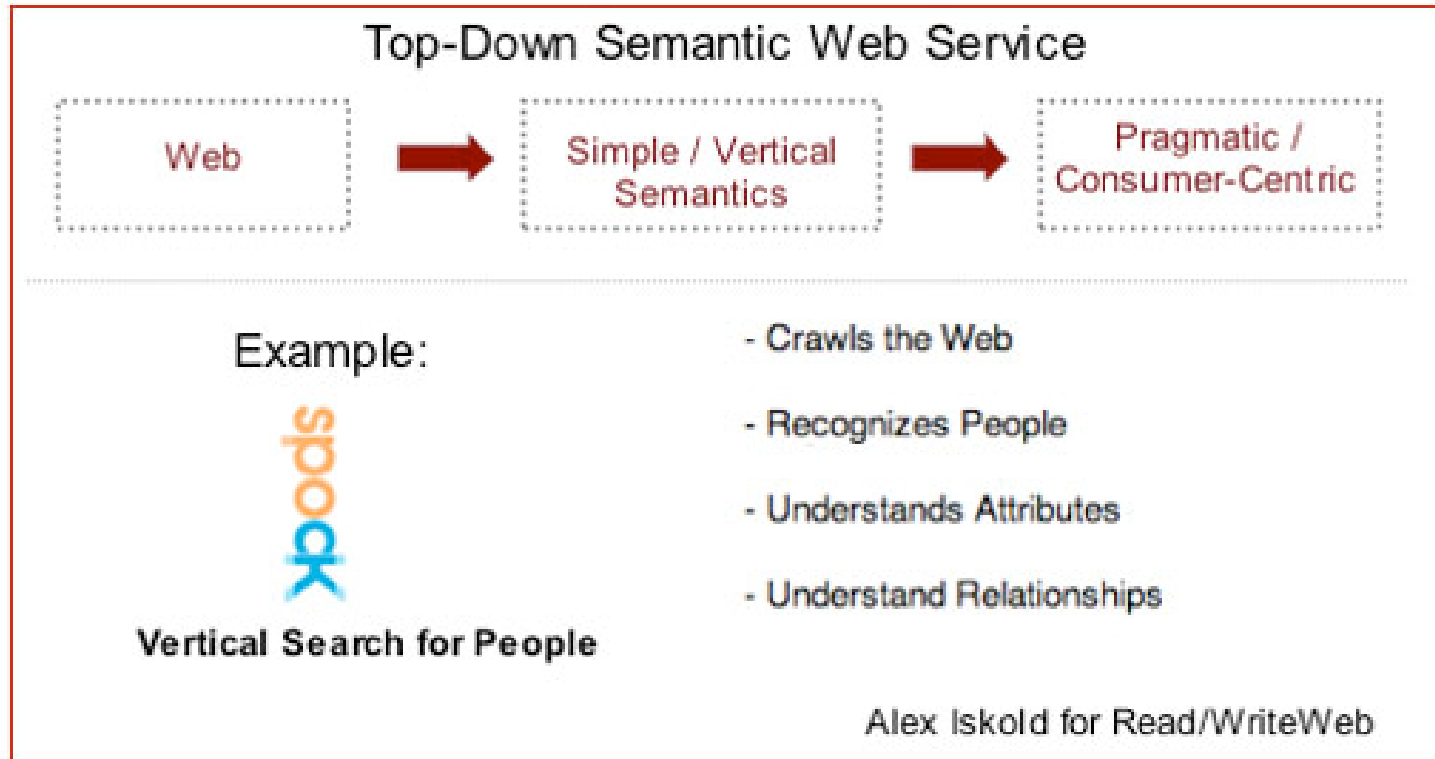 Top-Down Semantic Web Service
Web
Simple / Vertical
Semantics
Pragmatic /
Consumer-Centric
Example:
spock
Vertical Search for People
- Crawls the Web
- Recognizes People
- Understands Attributes
- Understand Relationships
Alex Iskold for Read/WriteWeb